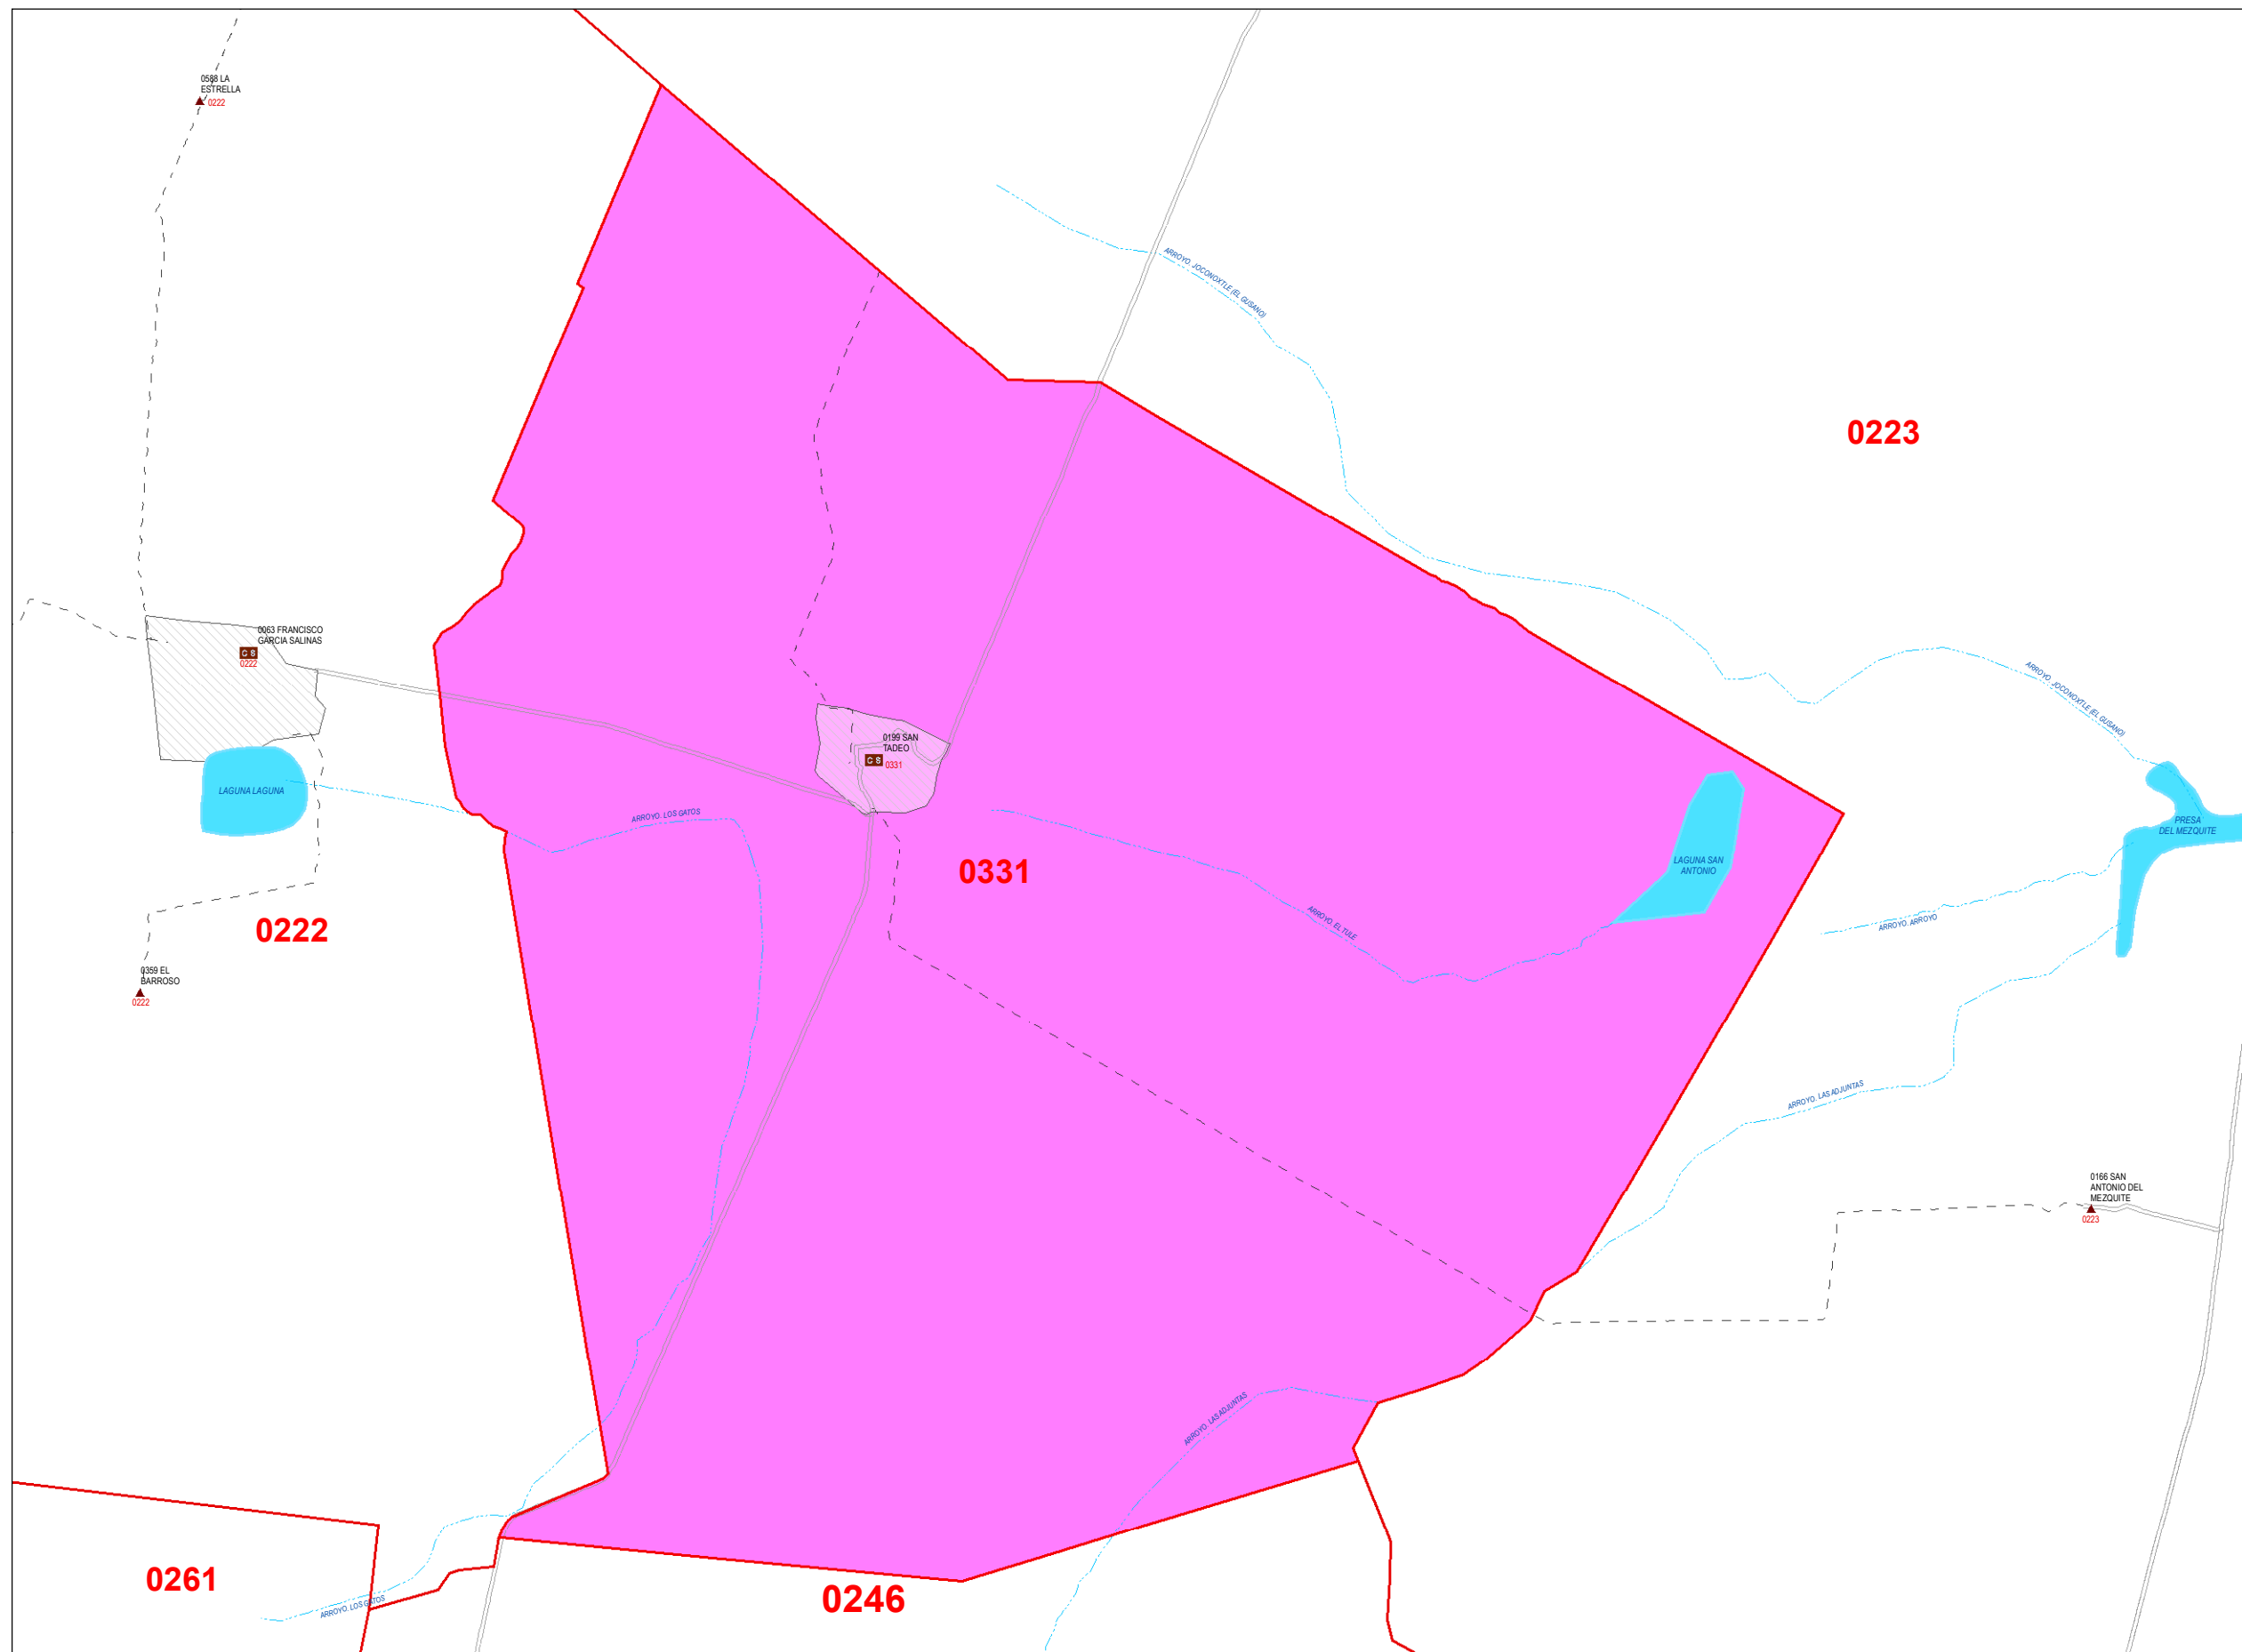 0588 LA
ESTRELLA
0222
ARROYO. JOCONOXTLE (EL GUSANO)
0223
0063 FRANCISCO
GARCIA SALINAS
C S
0222
ARROYO. JOCONOXTLE (EL GUSANO)
0199 SAN
TADEO
C S
0331
LAGUNA LAGUNA
ARROYO. LOS GATOS
PRESA
DEL MEZQUITE
LAGUNA SAN
ANTONIO
0331
ARROYO. EL TULE
ARROYO. ARROYO
0222
0359 EL
BARROSO
0222
ARROYO. LAS ADJUNTAS
0166 SAN
ANTONIO DEL
MEZQUITE
0223
ARROYO. LAS ADJUNTAS
0261
0246
ARROYO. LOS GATOS